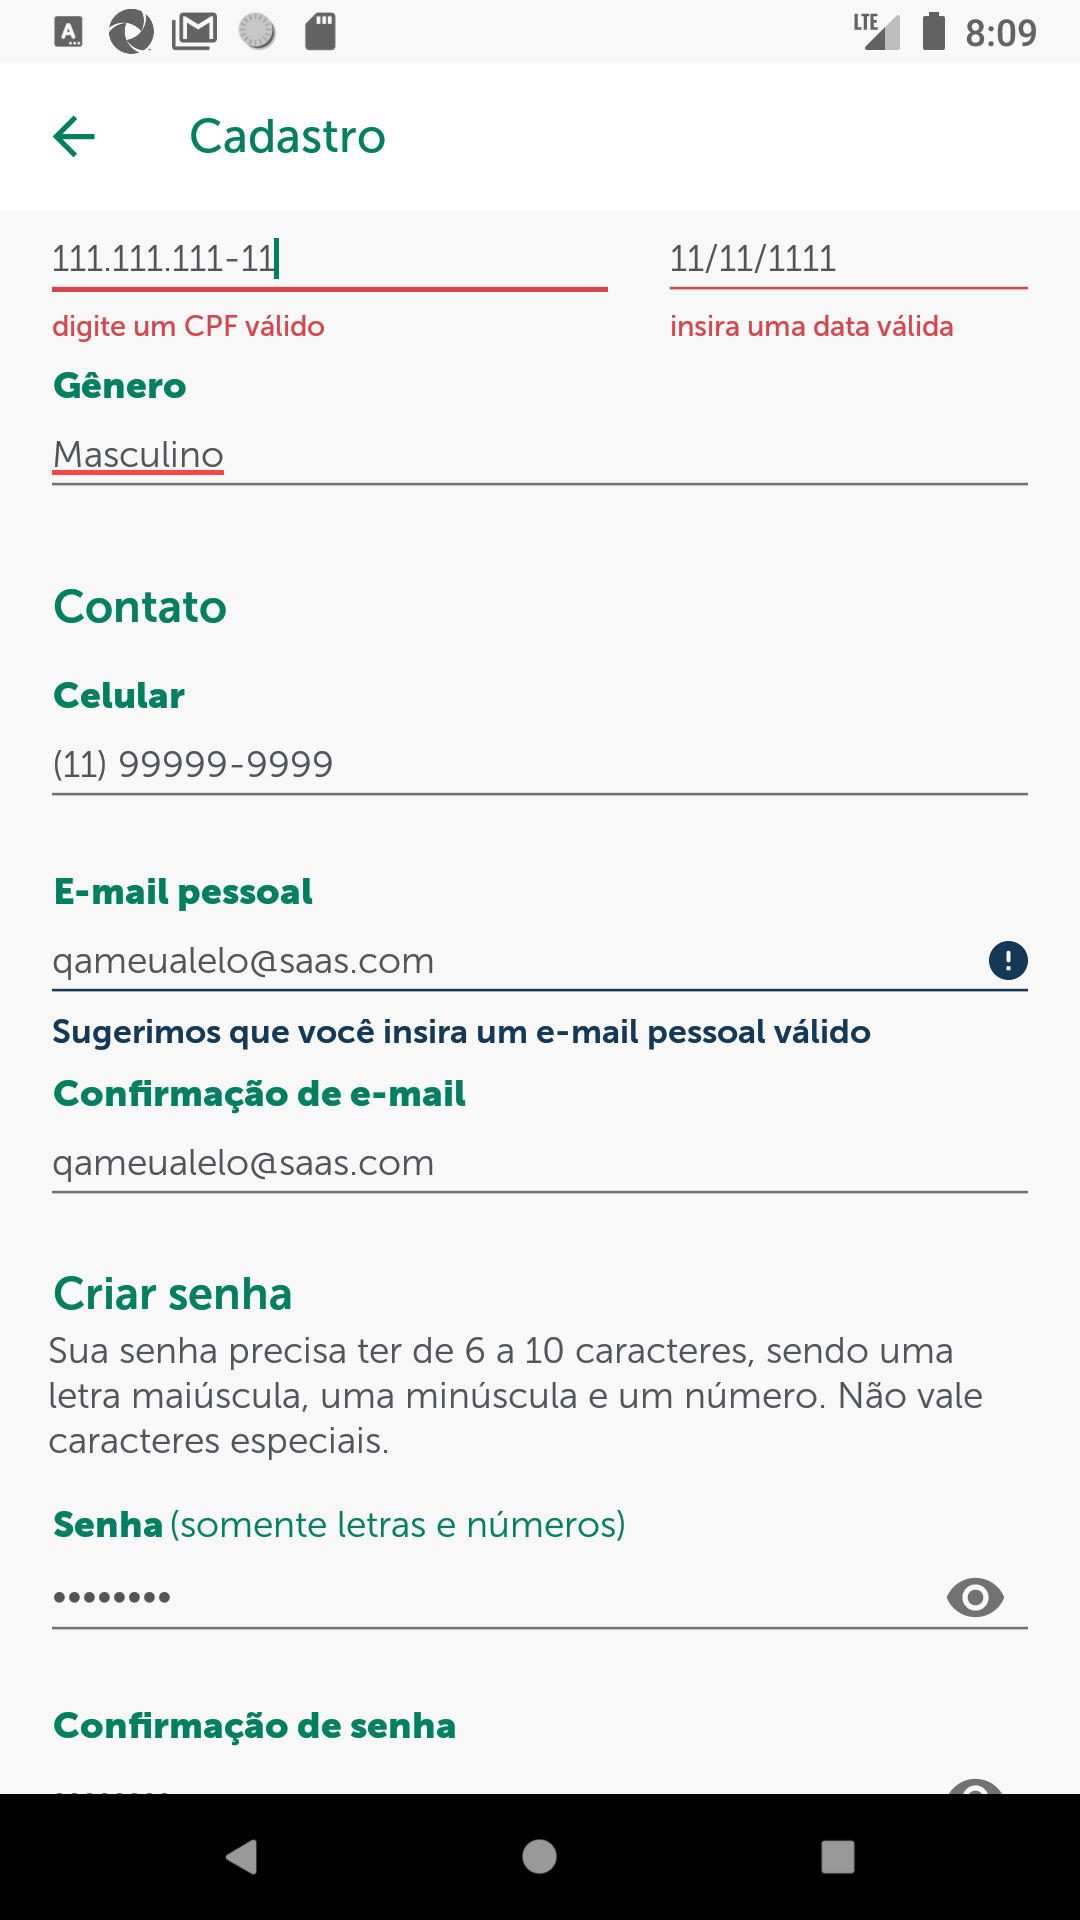 LTE 8:09
Cadastro
111.111.111-11 11/11/1111
digite um CPF válido insira uma data válida
Gênero
Masculino
Contato
Celular
(11) 99999-9999
E-mail pessoal
qameualelo@saas.com
Sugerimos que você insira um e-mail pessoal válido
Confirmação de e-mail
qameualelo@saas.com
Criar senha
Sua senha precisa ter de 6 a 10 caracteres, sendo uma
letra maiúscula, uma minúscula e um número. Não vale
caracteres especiais.
Senha (somente letras e números)
••••••••
Confirmação de senha